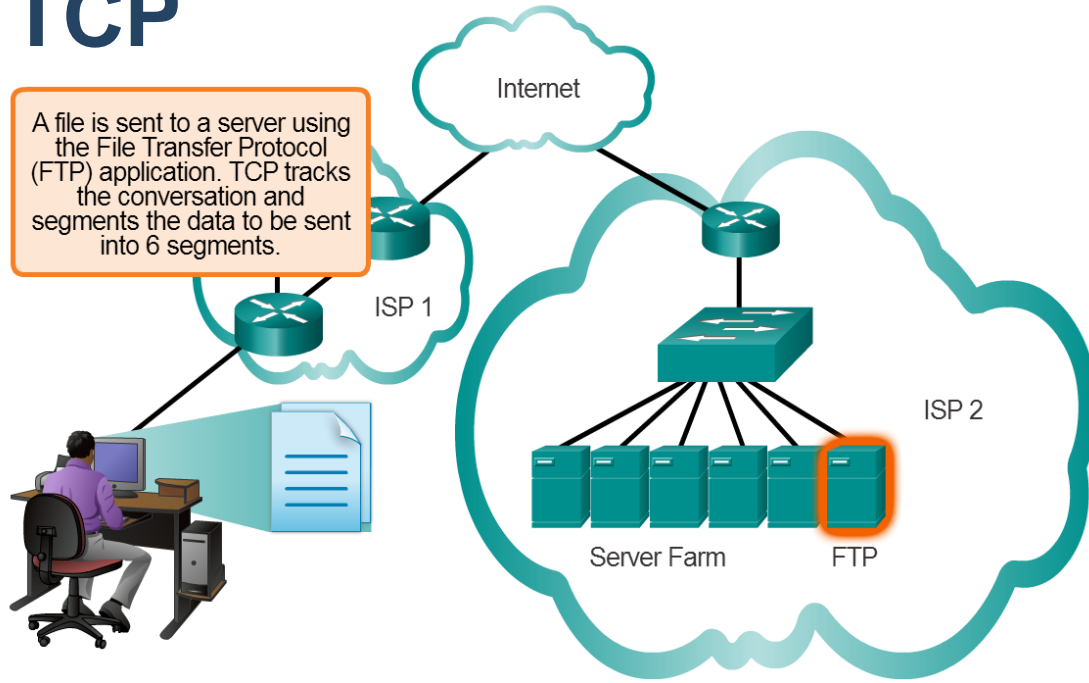 TCP
Internet
A file is sent to a server using
the File Transfer Protocol
(FTP) application. TCP tracks
the conversation and
segments the data to be sent
into 6 segments.
ISP 1
ISP 2
Server Farm
FTP